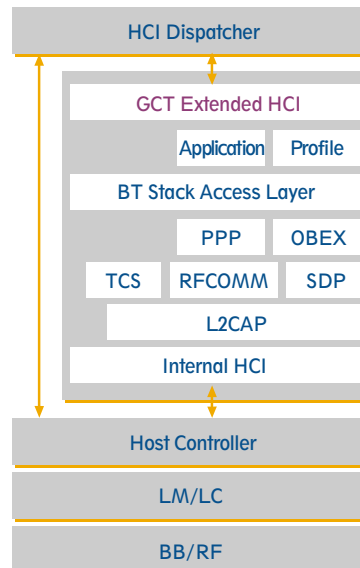 HCI Dispatcher
GCT Extended HCI
Application Profile
BT Stack Access Layer
PPP OBEX
TCS RFCOMM SDP
L2CAP
Internal HCI
Host Controller
LM/LC
BB/RF